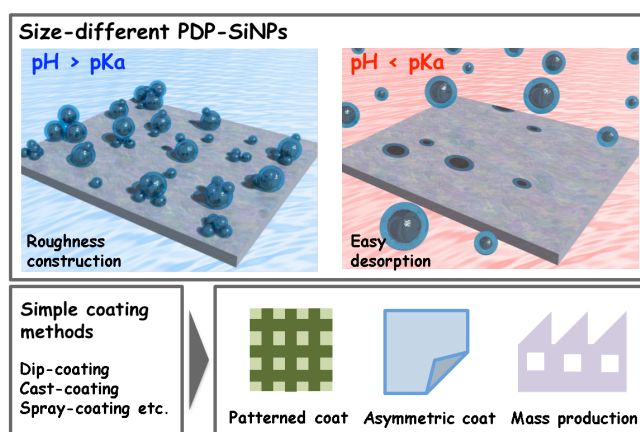 Size-different PDP-SiNPs
pH > pKa
pH < pKa
Roughness
construction
Easy
desorption
Simple coating
methods
Dip-coating
Cast-coating
Spray-coating etc.
Patterned coat
Asymmetric coat
Mass production